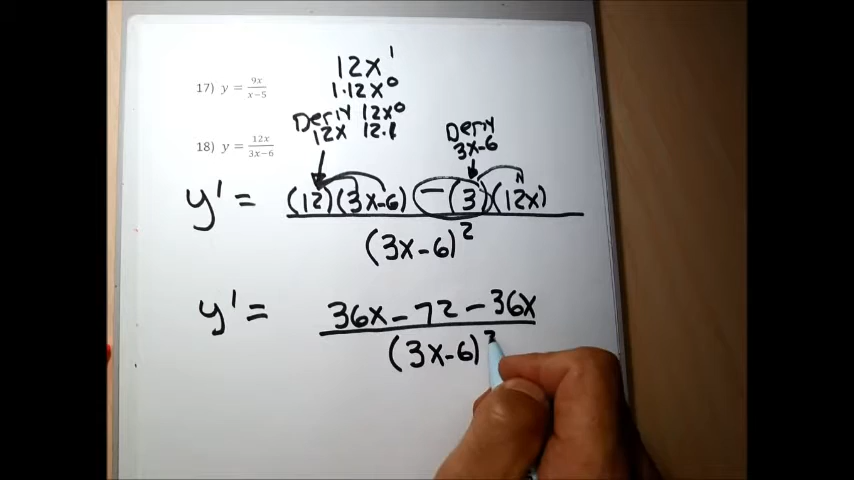 12x¹
17) y = 9x/(x−5)
1·12x⁰
Deriv 12x⁰
12x 12·1
Deriv
3x-6
18) y = 12x/(3x−6)
y' = (12)(3x-6) - (3)(12x)
(3x-6)²
y' = 36x - 72 - 36x
(3x-6)²